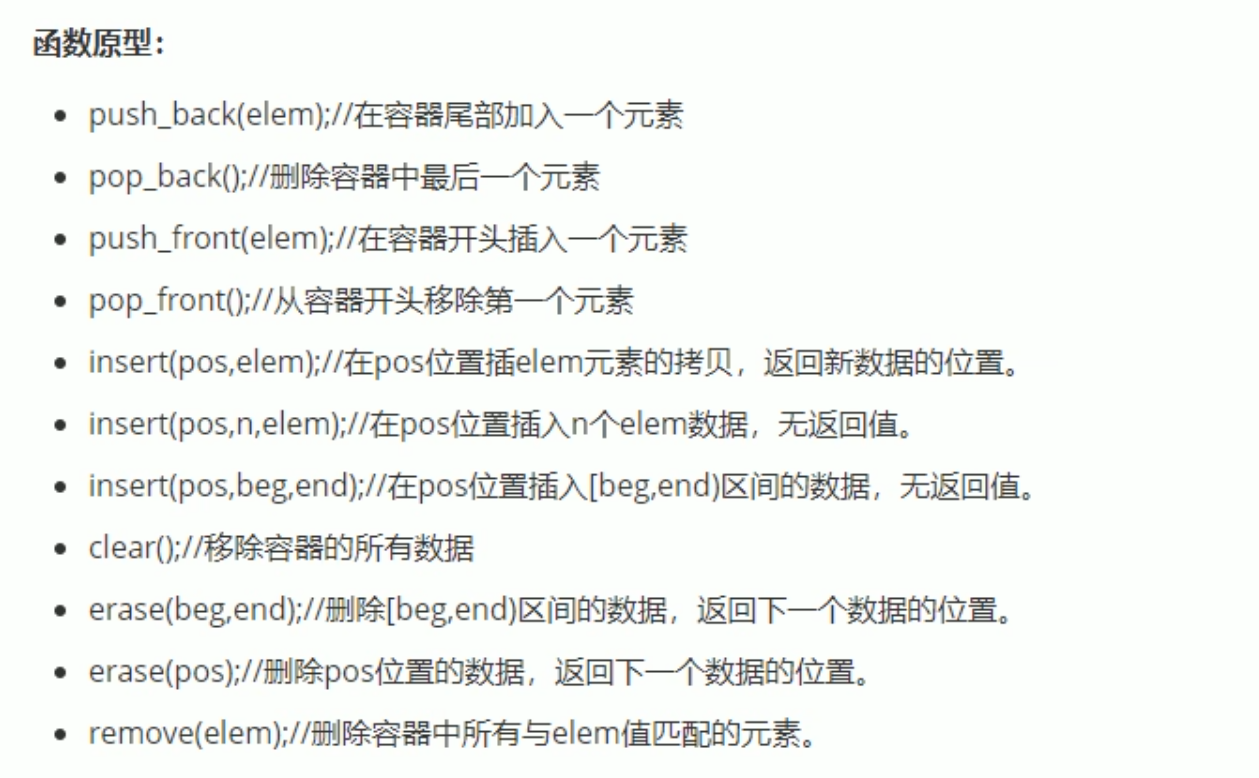 函数原型：
push_back(elem);//在容器尾部加入一个元素
pop_back();//删除容器中最后一个元素
push_front(elem);//在容器开头插入一个元素
pop_front();//从容器开头移除第一个元素
insert(pos,elem);//在pos位置插elem元素的拷贝，返回新数据的位置。
insert(pos,n,elem);//在pos位置插入n个elem数据，无返回值。
insert(pos,beg,end);//在pos位置插入[beg,end)区间的数据，无返回值。
clear();//移除容器的所有数据
erase(beg,end);//删除[beg,end)区间的数据，返回下一个数据的位置。
erase(pos);//删除pos位置的数据，返回下一个数据的位置。
remove(elem);//删除容器中所有与elem值匹配的元素。